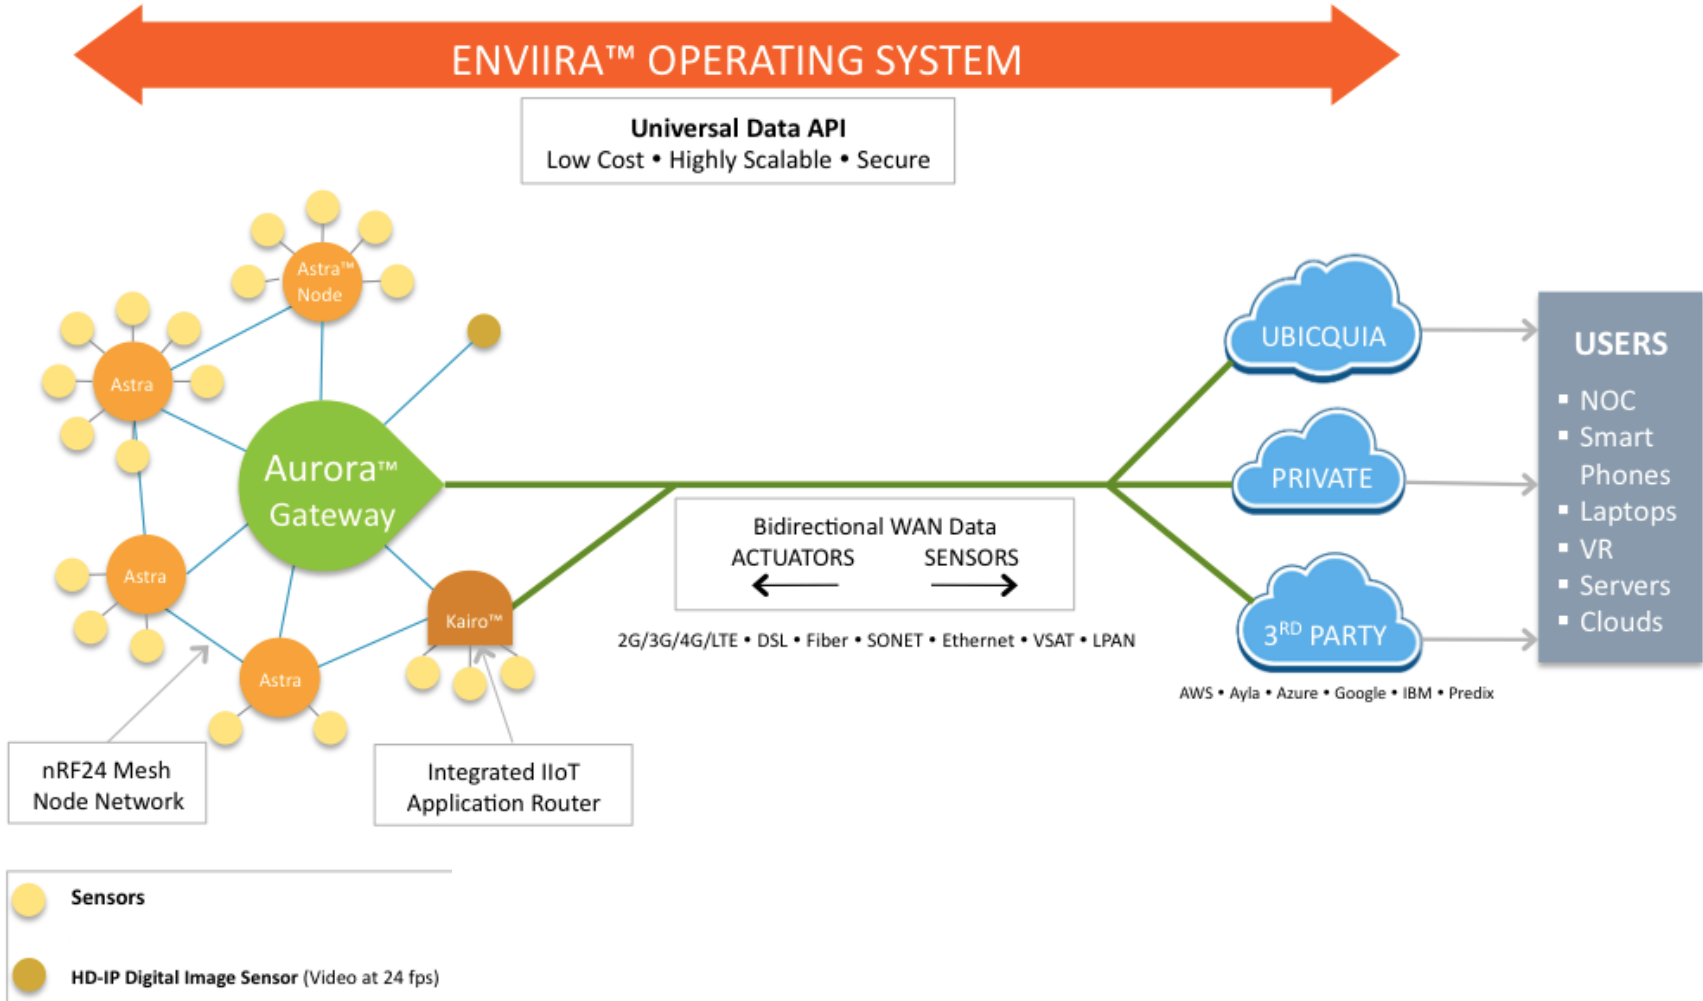 ENVIIRA™ OPERATING SYSTEM
Universal Data API
Low Cost • Highly Scalable • Secure
Astra™
Node
Astra
Aurora™
Gateway
Astra
Kairo™
Astra
nRF24 Mesh
Node Network
Integrated IIoT
Application Router
Bidirectional WAN Data
ACTUATORS SENSORS
2G/3G/4G/LTE • DSL • Fiber • SONET • Ethernet • VSAT • LPAN
UBICQUIA
PRIVATE
3RD PARTY
AWS • Ayla • Azure • Google • IBM • Predix
USERS
▪ NOC
▪ Smart
Phones
▪ Laptops
▪ VR
▪ Servers
▪ Clouds
Sensors
HD-IP Digital Image Sensor (Video at 24 fps)